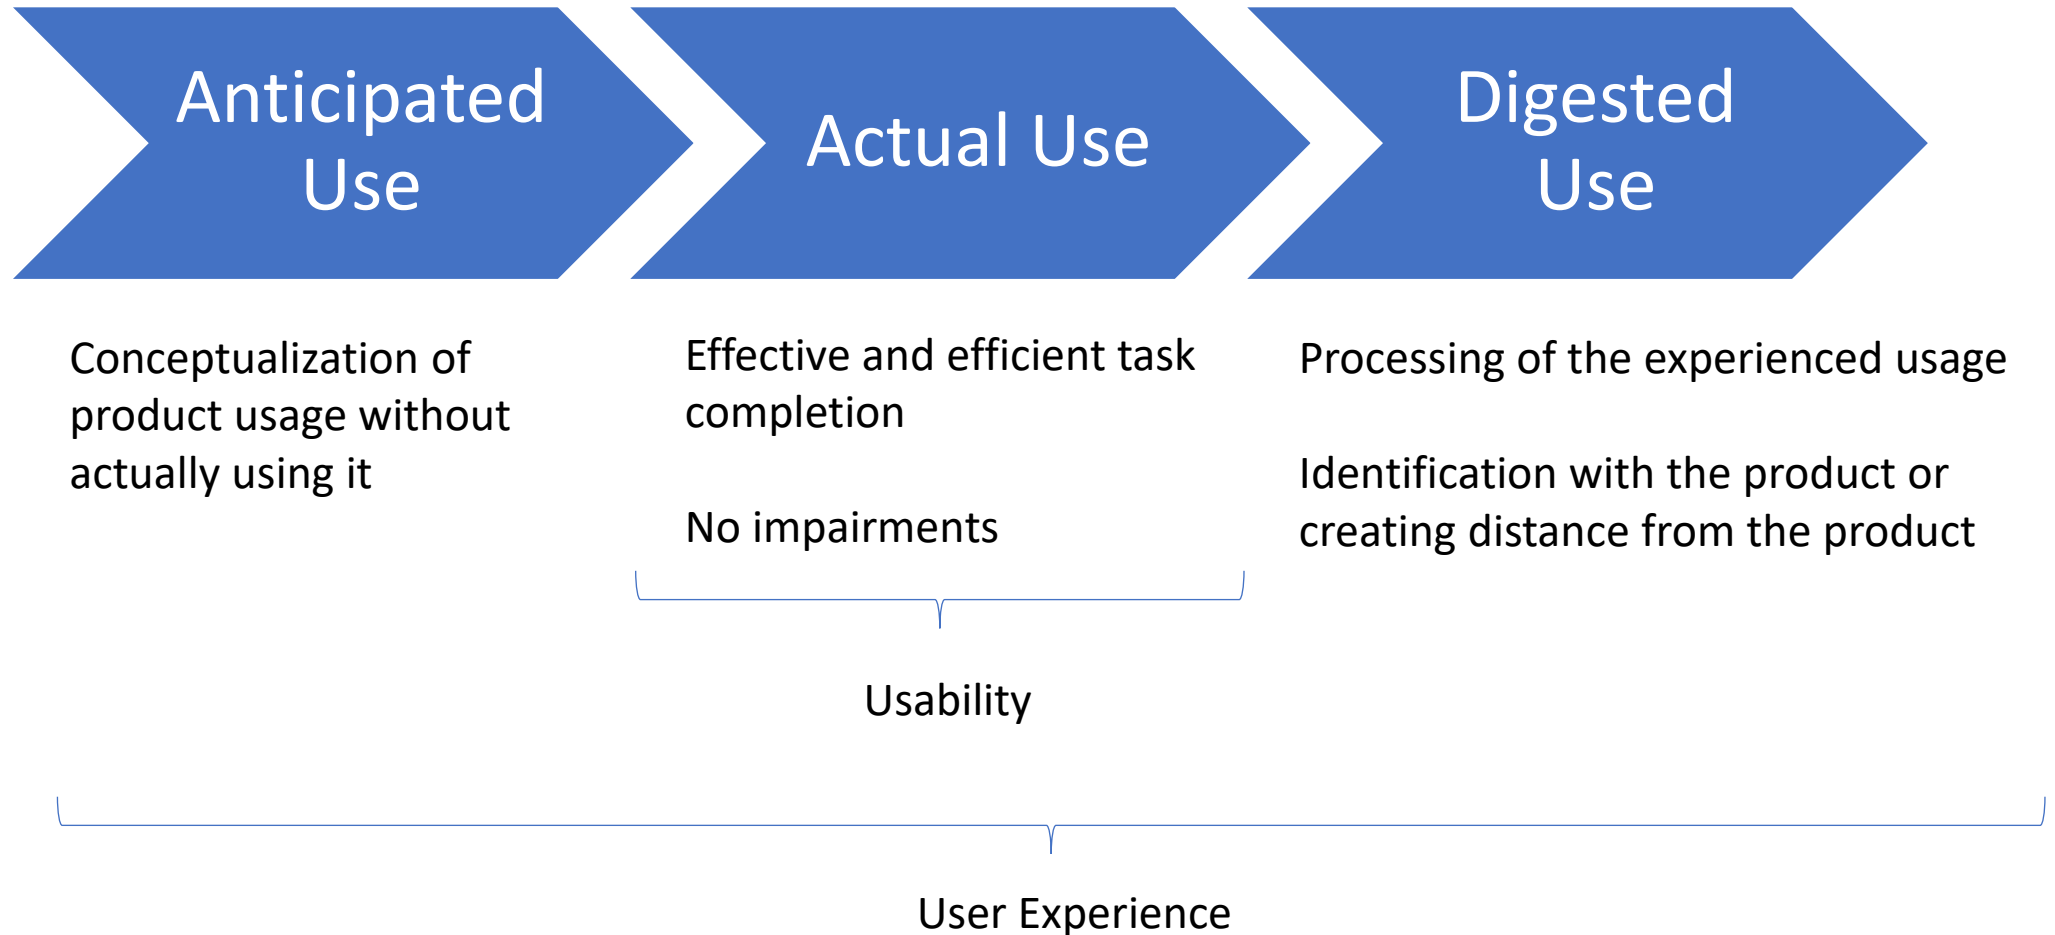 Anticipated
Use
Actual Use
Digested
Use
Conceptualization of
product usage without
actually using it
Effective and efficient task
completion
No impairments
Processing of the experienced usage
Identification with the product or
creating distance from the product
Usability
User Experience